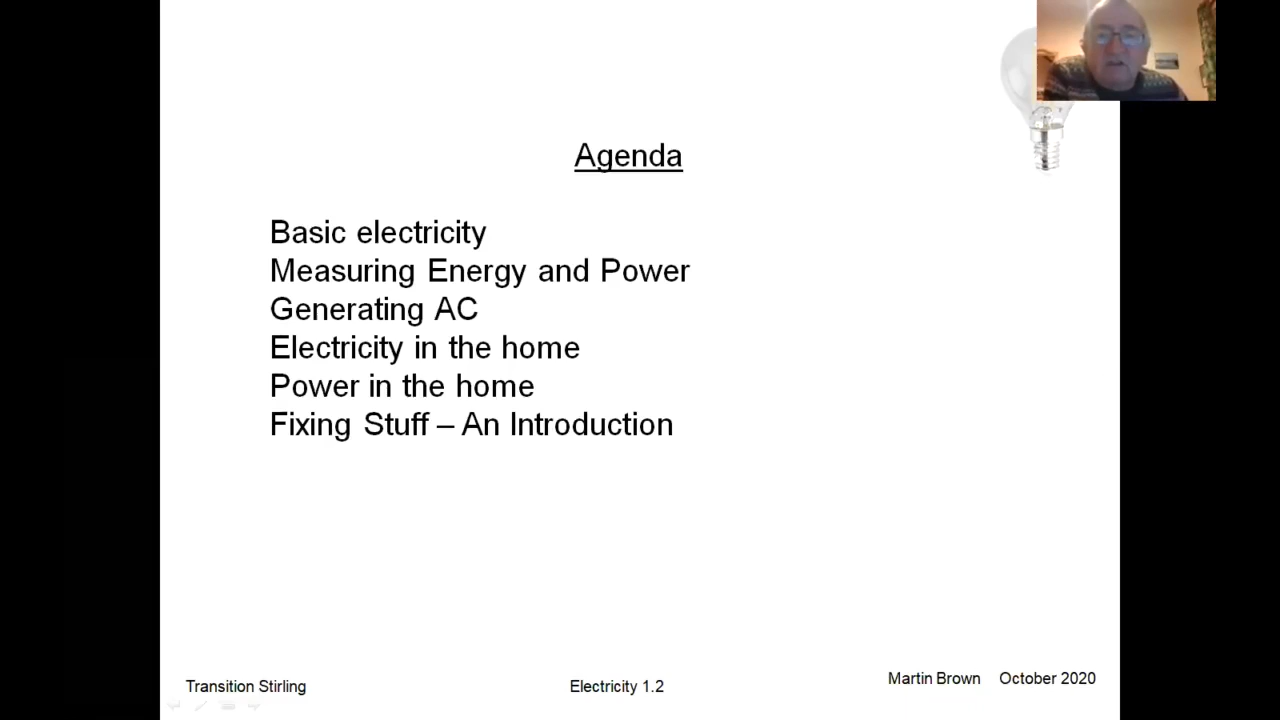 Agenda
Basic electricity
Measuring Energy and Power
Generating AC
Electricity in the home
Power in the home
Fixing Stuff – An Introduction
Transition Stirling
Electricity 1.2
Martin Brown October 2020